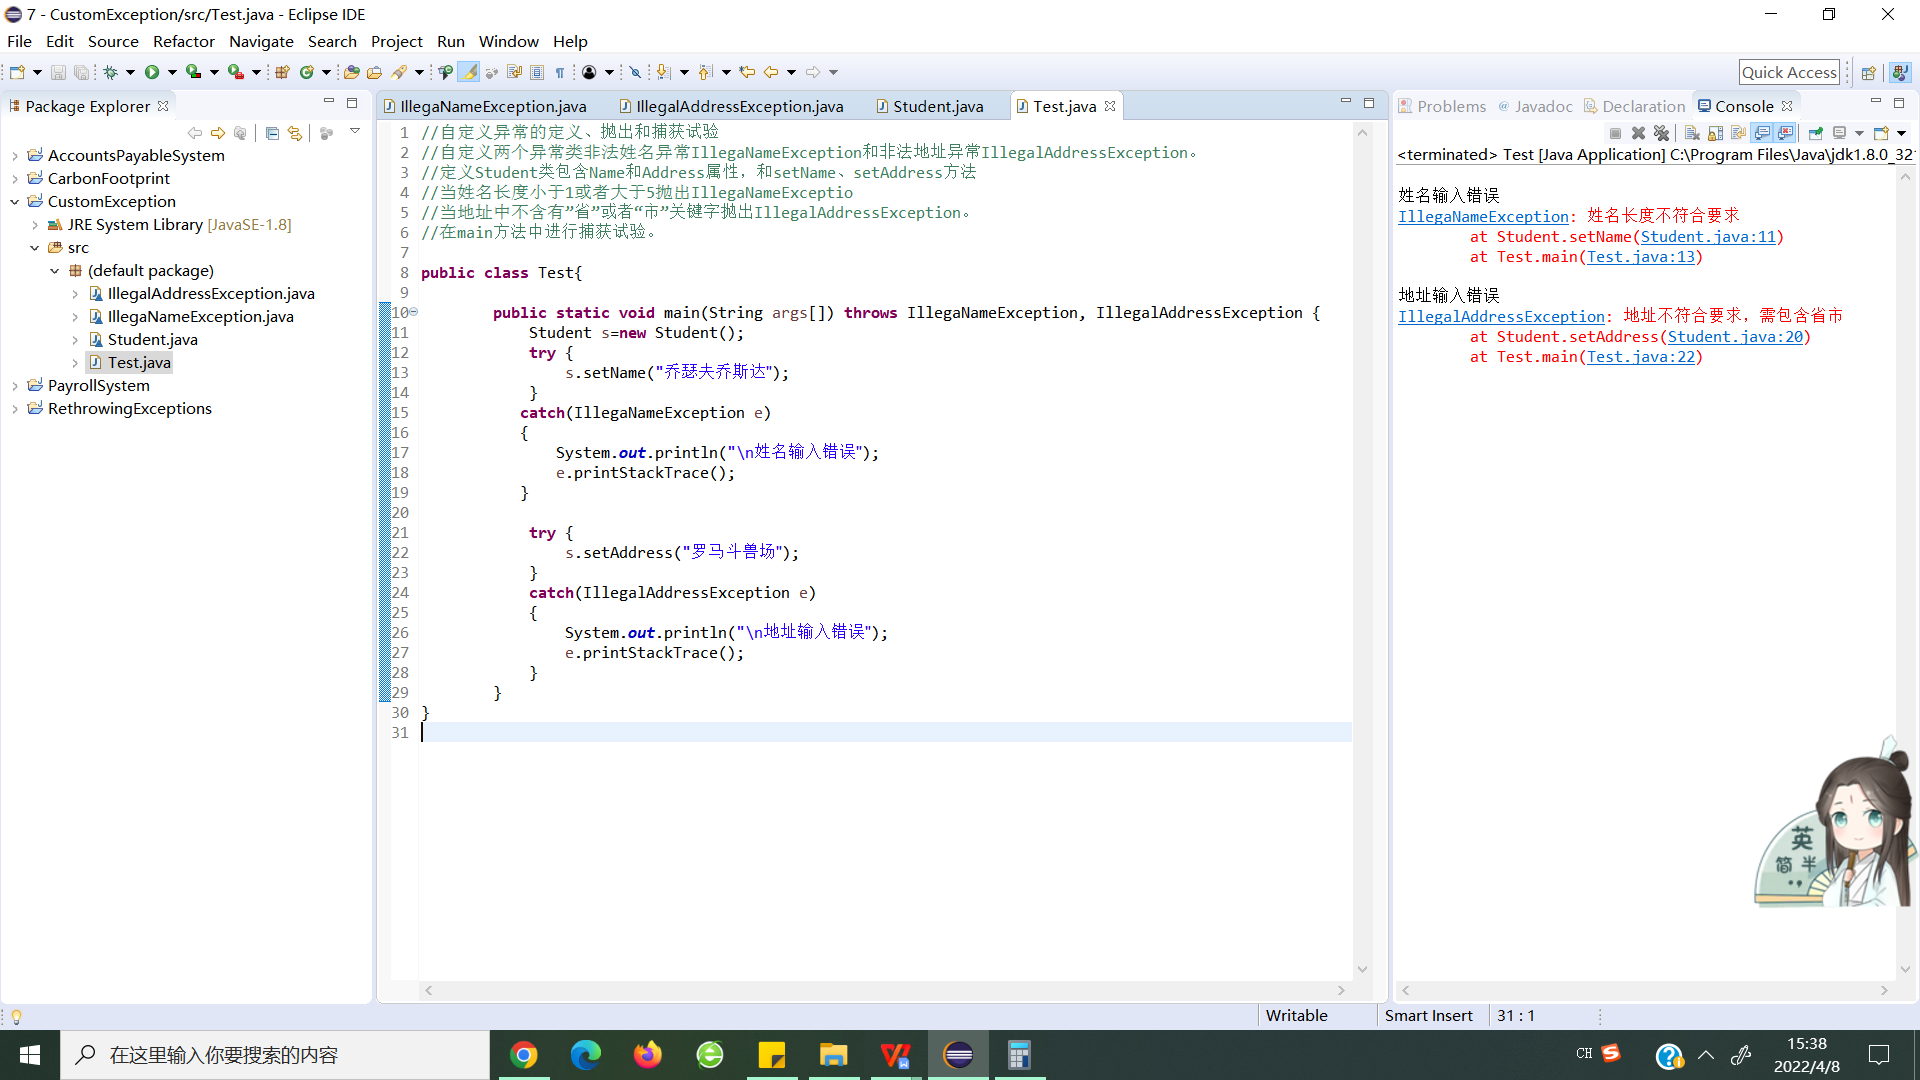 7 - CustomException/src/Test.java - Eclipse IDE
File Edit Source Refactor Navigate Search Project Run Window Help
Quick Access
Package Explorer
AccountsPayableSystem
CarbonFootprint
CustomException
JRE System Library [JavaSE-1.8]
src
(default package)
IllegalAddressException.java
IllegaNameException.java
Student.java
Test.java
PayrollSystem
RethrowingExceptions
IllegaNameException.java IllegalAddressException.java Student.java Test.java
1 //自定义异常的定义、抛出和捕获试验
2 //自定义两个异常类非法姓名异常IllegaNameException和非法地址异常IllegalAddressException。
3 //定义Student类包含Name和Address属性，和setName、setAddress方法
4 //当姓名长度小于1或者大于5抛出IllegaNameExceptio
5 //当地址中不含有”省”或者“市”关键字抛出IllegalAddressException。
6 //在main方法中进行捕获试验。
7
8 public class Test{
9
10 public static void main(String args[]) throws IllegaNameException, IllegalAddressException {
11 Student s=new Student();
12 try {
13 s.setName("乔瑟夫乔斯达");
14 }
15 catch(IllegaNameException e)
16 {
17 System.out.println("\n姓名输入错误");
18 e.printStackTrace();
19 }
20
21 try {
22 s.setAddress("罗马斗兽场");
23 }
24 catch(IllegalAddressException e)
25 {
26 System.out.println("\n地址输入错误");
27 e.printStackTrace();
28 }
29 }
30 }
31
Problems @ Javadoc Declaration Console
<terminated> Test [Java Application] C:\Program Files\Java\jdk1.8.0_321
姓名输入错误
IllegaNameException: 姓名长度不符合要求
at Student.setName(Student.java:11)
at Test.main(Test.java:13)
地址输入错误
IllegalAddressException: 地址不符合要求，需包含省市
at Student.setAddress(Student.java:20)
at Test.main(Test.java:22)
英
简 半
Writable Smart Insert 31 : 1
在这里输入你要搜索的内容
CH
15:38
2022/4/8